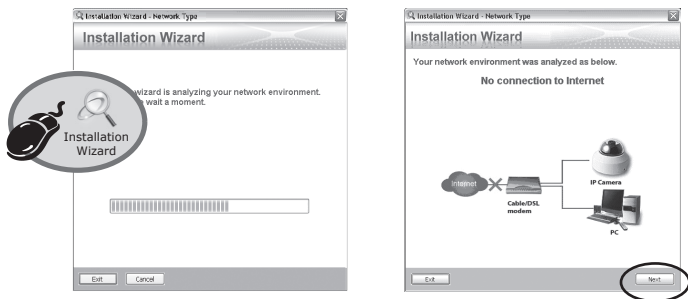 Installation Wizard - Network Type
Installation Wizard
wizard is analyzing your network environment.
wait a moment.
Installation
Wizard
Exit
Cancel
Installation Wizard - Network Type
Installation Wizard
Your network environment was analyzed as below.
No connection to Internet
Internet
Cable/DSL
modem
IP Camera
PC
Exit
Next